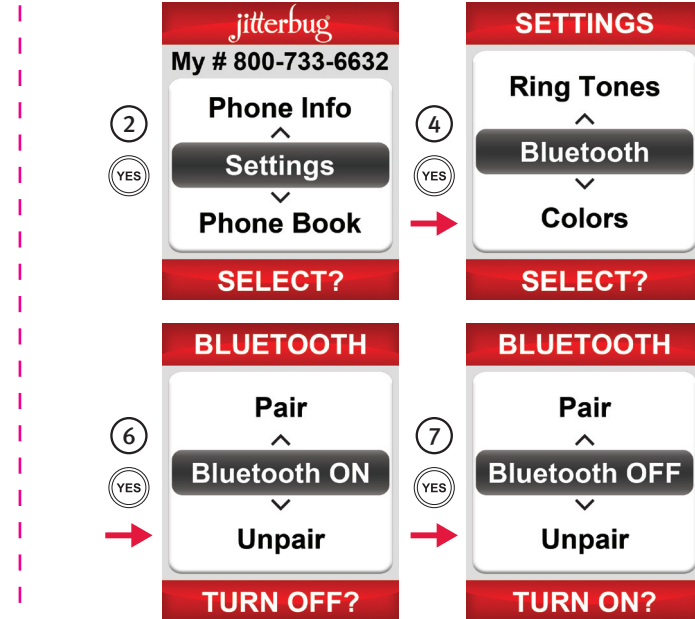 jitterbug
My # 800-733-6632
2
YES
Phone Info
Settings
Phone Book
SELECT?
SETTINGS
4
YES
Ring Tones
Bluetooth
Colors
SELECT?
BLUETOOTH
6
YES
Pair
Bluetooth ON
Unpair
TURN OFF?
BLUETOOTH
7
YES
Pair
Bluetooth OFF
Unpair
TURN ON?